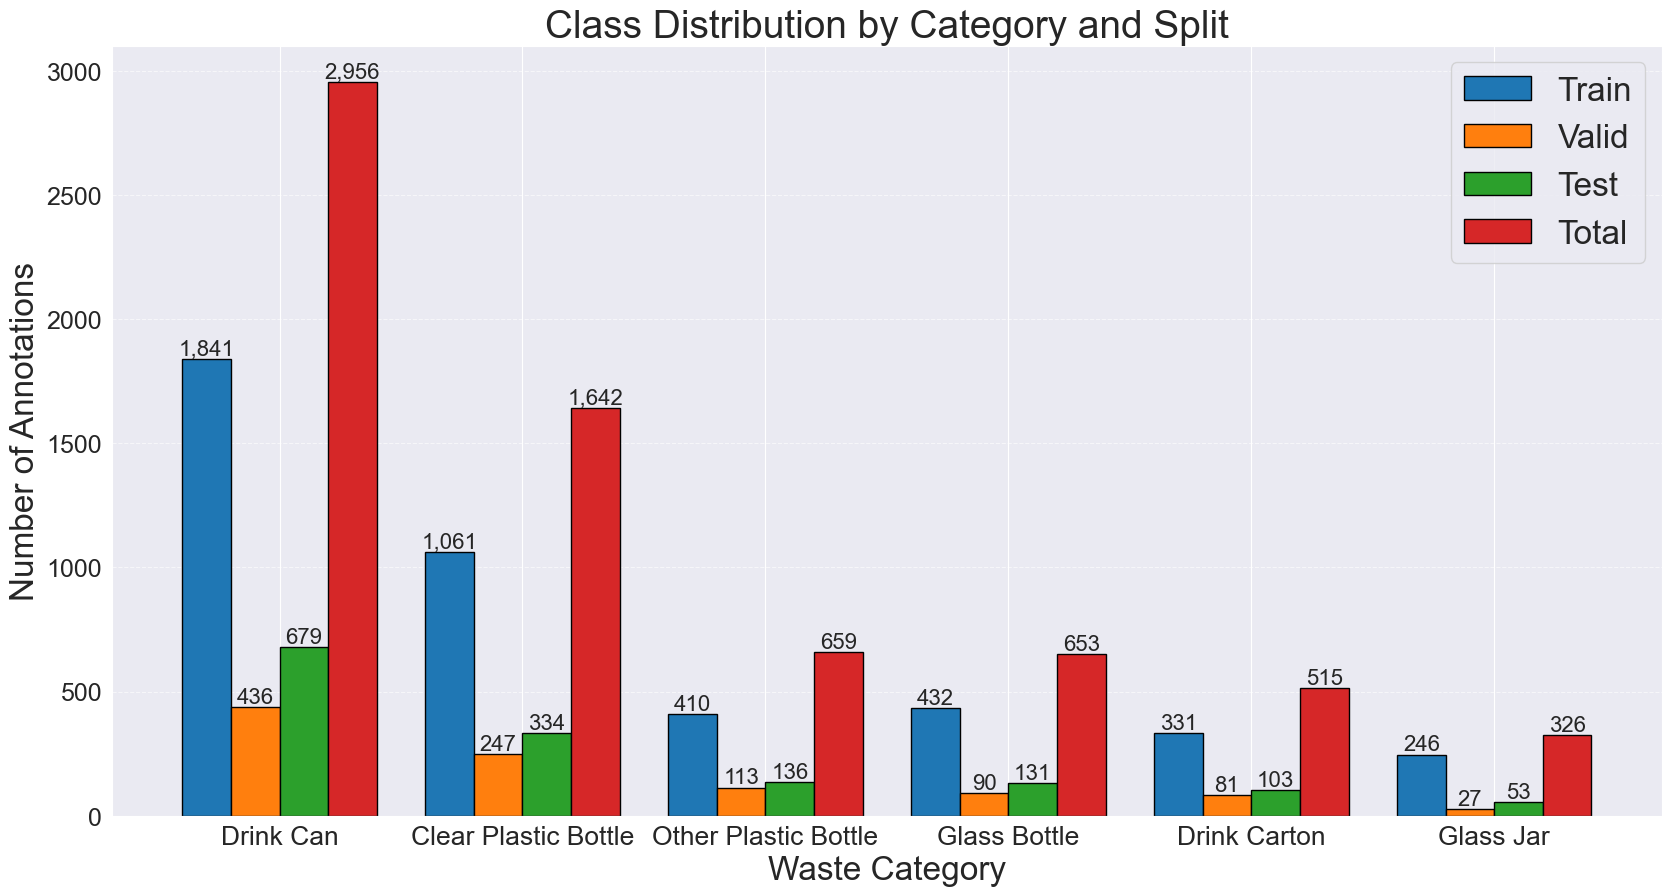 Class Distribution by Category and Split
Number of Annotations
3000
2500
2000
1500
1000
500
0
Train
Valid
Test
Total
1,841
436
679
2,956
1,061
247
334
1,642
410
113
136
659
432
90
131
653
331
81
103
515
246
27
53
326
Drink Can
Clear Plastic Bottle
Other Plastic Bottle
Glass Bottle
Drink Carton
Glass Jar
Waste Category